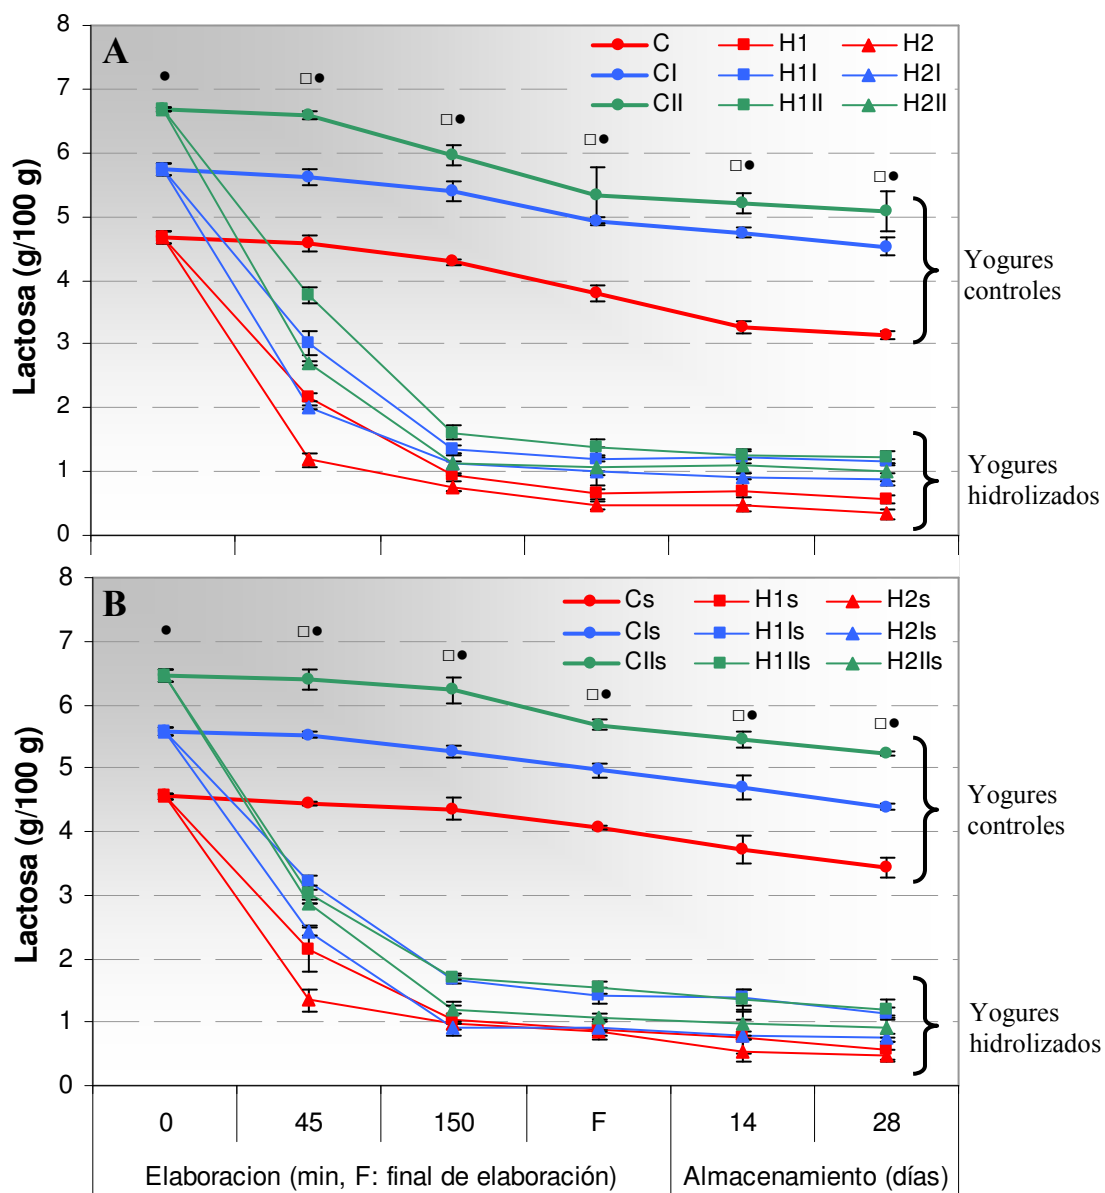 8
7
6
5
4
3
2
1
0
Lactosa (g/100 g)
A
C H1 H2
CI H1I H2I
CII H1II H2II
Yogures
controles
Yogures
hidrolizados
8
7
6
5
4
3
2
1
0
Lactosa (g/100 g)
B
Cs H1s H2s
CIs H1Is H2Is
CIIs H1IIs H2IIs
Yogures
controles
Yogures
hidrolizados
0 45 150 F 14 28
Elaboracion (min, F: final de elaboración) Almacenamiento (días)